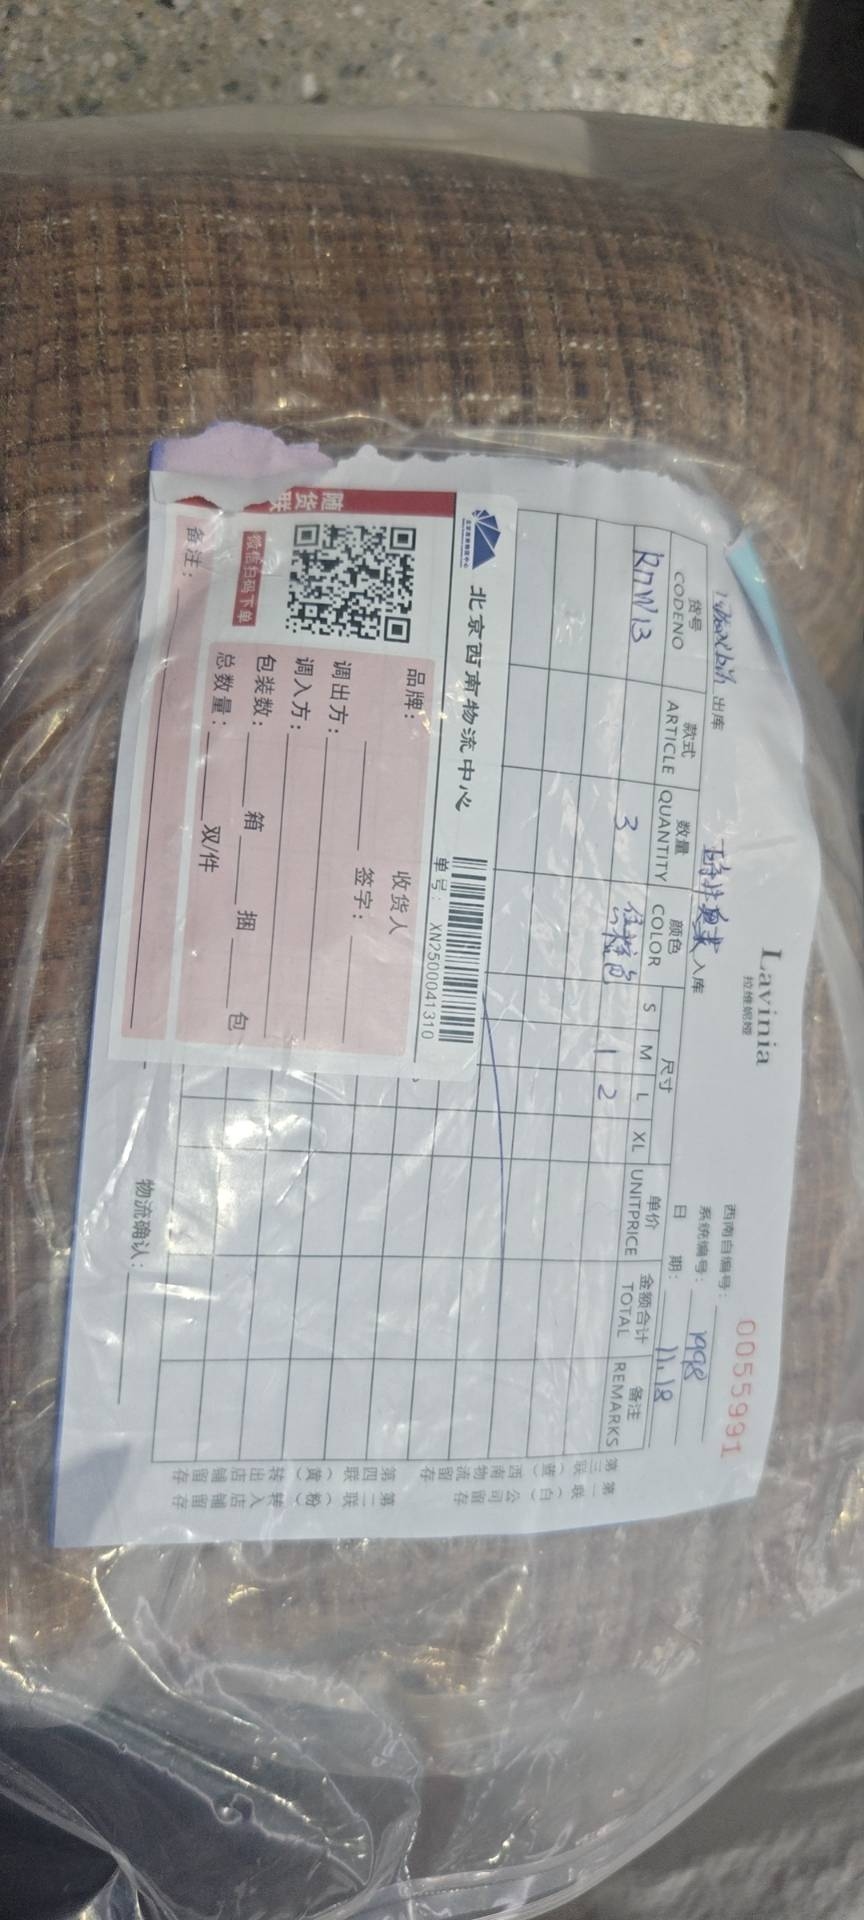 Lavinia
拉维妮娅
0055991
西南自编号:
系统编号: 1998
日 期: 11.18
出库
入库
货号 款式 数量 颜色 尺寸 单价 金额合计 备注
CODENO ARTICLE QUANTITY COLOR S M L XL UNITPRICE TOTAL REMARKS
3 1 2
北京西南物流中心
单号: XN2500041310
随货联
微信扫码下单
品牌:
收货人
签字:
调出方:
调入方:
包装数: 箱 捆 包
总数量: 双/件
备注:
物流确认:
第一联(白)公司留存
第二联(粉)转入店铺留存
第三联(蓝)西南物流留存
第四联(黄)转出店铺留存